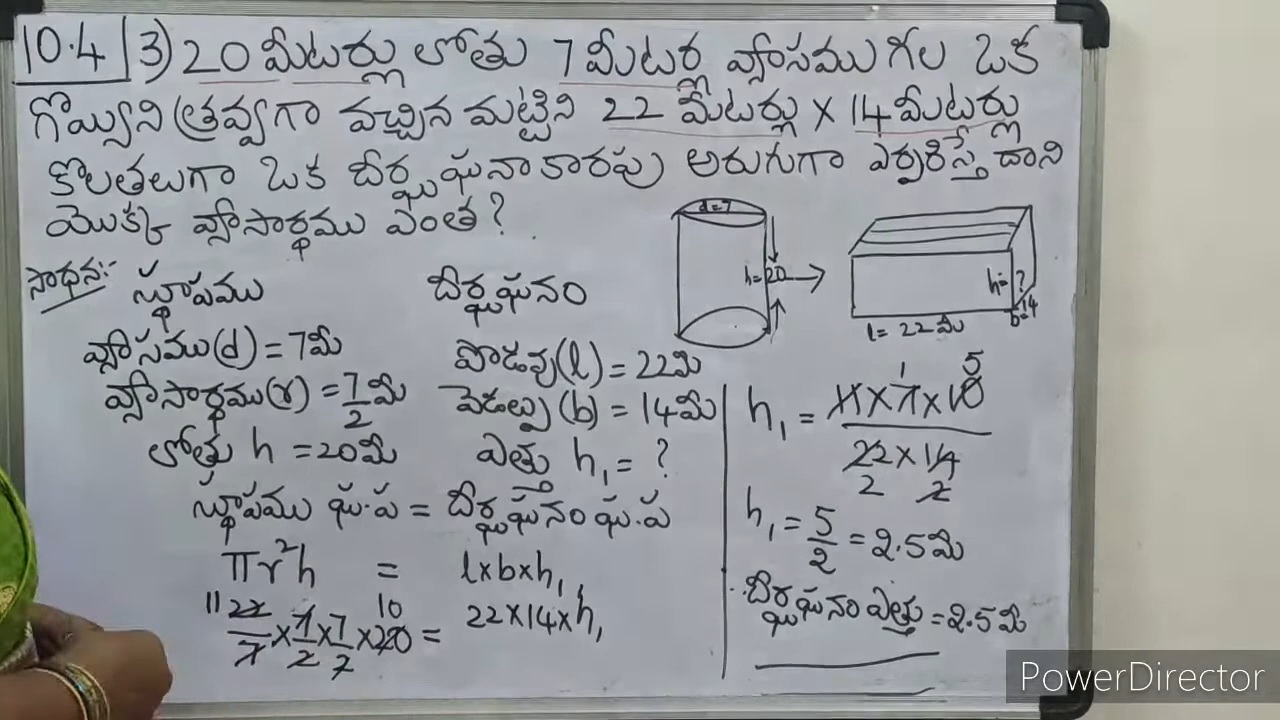 10.4 3) 20 మీటర్లు లోతు 7 మీటర్ల వ్యాసము గల ఒక
గొయ్యిని త్రవ్వగా వచ్చిన మట్టిని 22 మీటర్లు x 14 మీటర్లు
కొలతలుగా ఒక దీర్ఘఘనాకారపు అరుగుగా ఏర్పరిస్తే దాని
యొక్క వ్యాసార్థము ఎంత?
d=7
h=20
h=?
b=14
l= 22మీ
సాధన:- స్థూపము దీర్ఘఘనం
వ్యాసము(d) = 7మీ పొడవు(l) = 22మీ
వ్యాసార్థము(r) = 7/2 మీ వెడల్పు (b) = 14మీ
లోతు h = 20మీ ఎత్తు h₁ = ?
స్థూపము ఘ.ప = దీర్ఘఘనం ఘ.ప
πr²h = l×b×h₁
11 22/7 × 7/2 × 7/2 × 20 10 = 22×14×h₁
h₁ = 11×7×10/22×14
1 5
2 2
h₁ = 5/2 = 2.5మీ
దీర్ఘఘనం ఎత్తు = 2.5మీ
PowerDirector